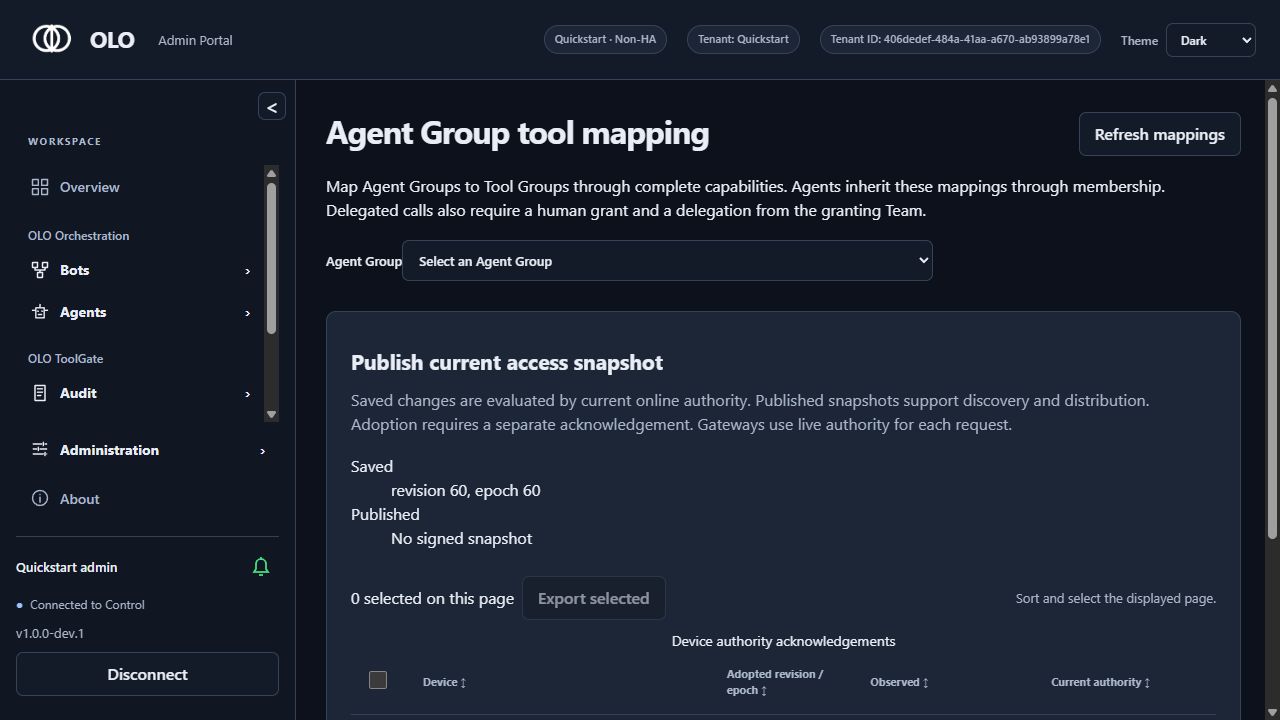 OLO
Admin Portal
Quickstart · Non-HA
Tenant: Quickstart
Tenant ID: 406dedef-484a-41aa-a670-ab93899a78e1
Theme
Dark
<
WORKSPACE
Overview
OLO Orchestration
Bots ›
Agents ›
OLO ToolGate
Audit ›
Administration ›
About
Quickstart admin
Connected to Control
v1.0.0-dev.1
Disconnect
Agent Group tool mapping
Refresh mappings
Map Agent Groups to Tool Groups through complete capabilities. Agents inherit these mappings through membership.
Delegated calls also require a human grant and a delegation from the granting Team.
Agent Group
Select an Agent Group
Publish current access snapshot
Saved changes are evaluated by current online authority. Published snapshots support discovery and distribution.
Adoption requires a separate acknowledgement. Gateways use live authority for each request.
Saved
revision 60, epoch 60
Published
No signed snapshot
0 selected on this page
Export selected
Sort and select the displayed page.
Device authority acknowledgements
Device ↕
Adopted revision /
epoch ↕
Observed ↕
Current authority ↕